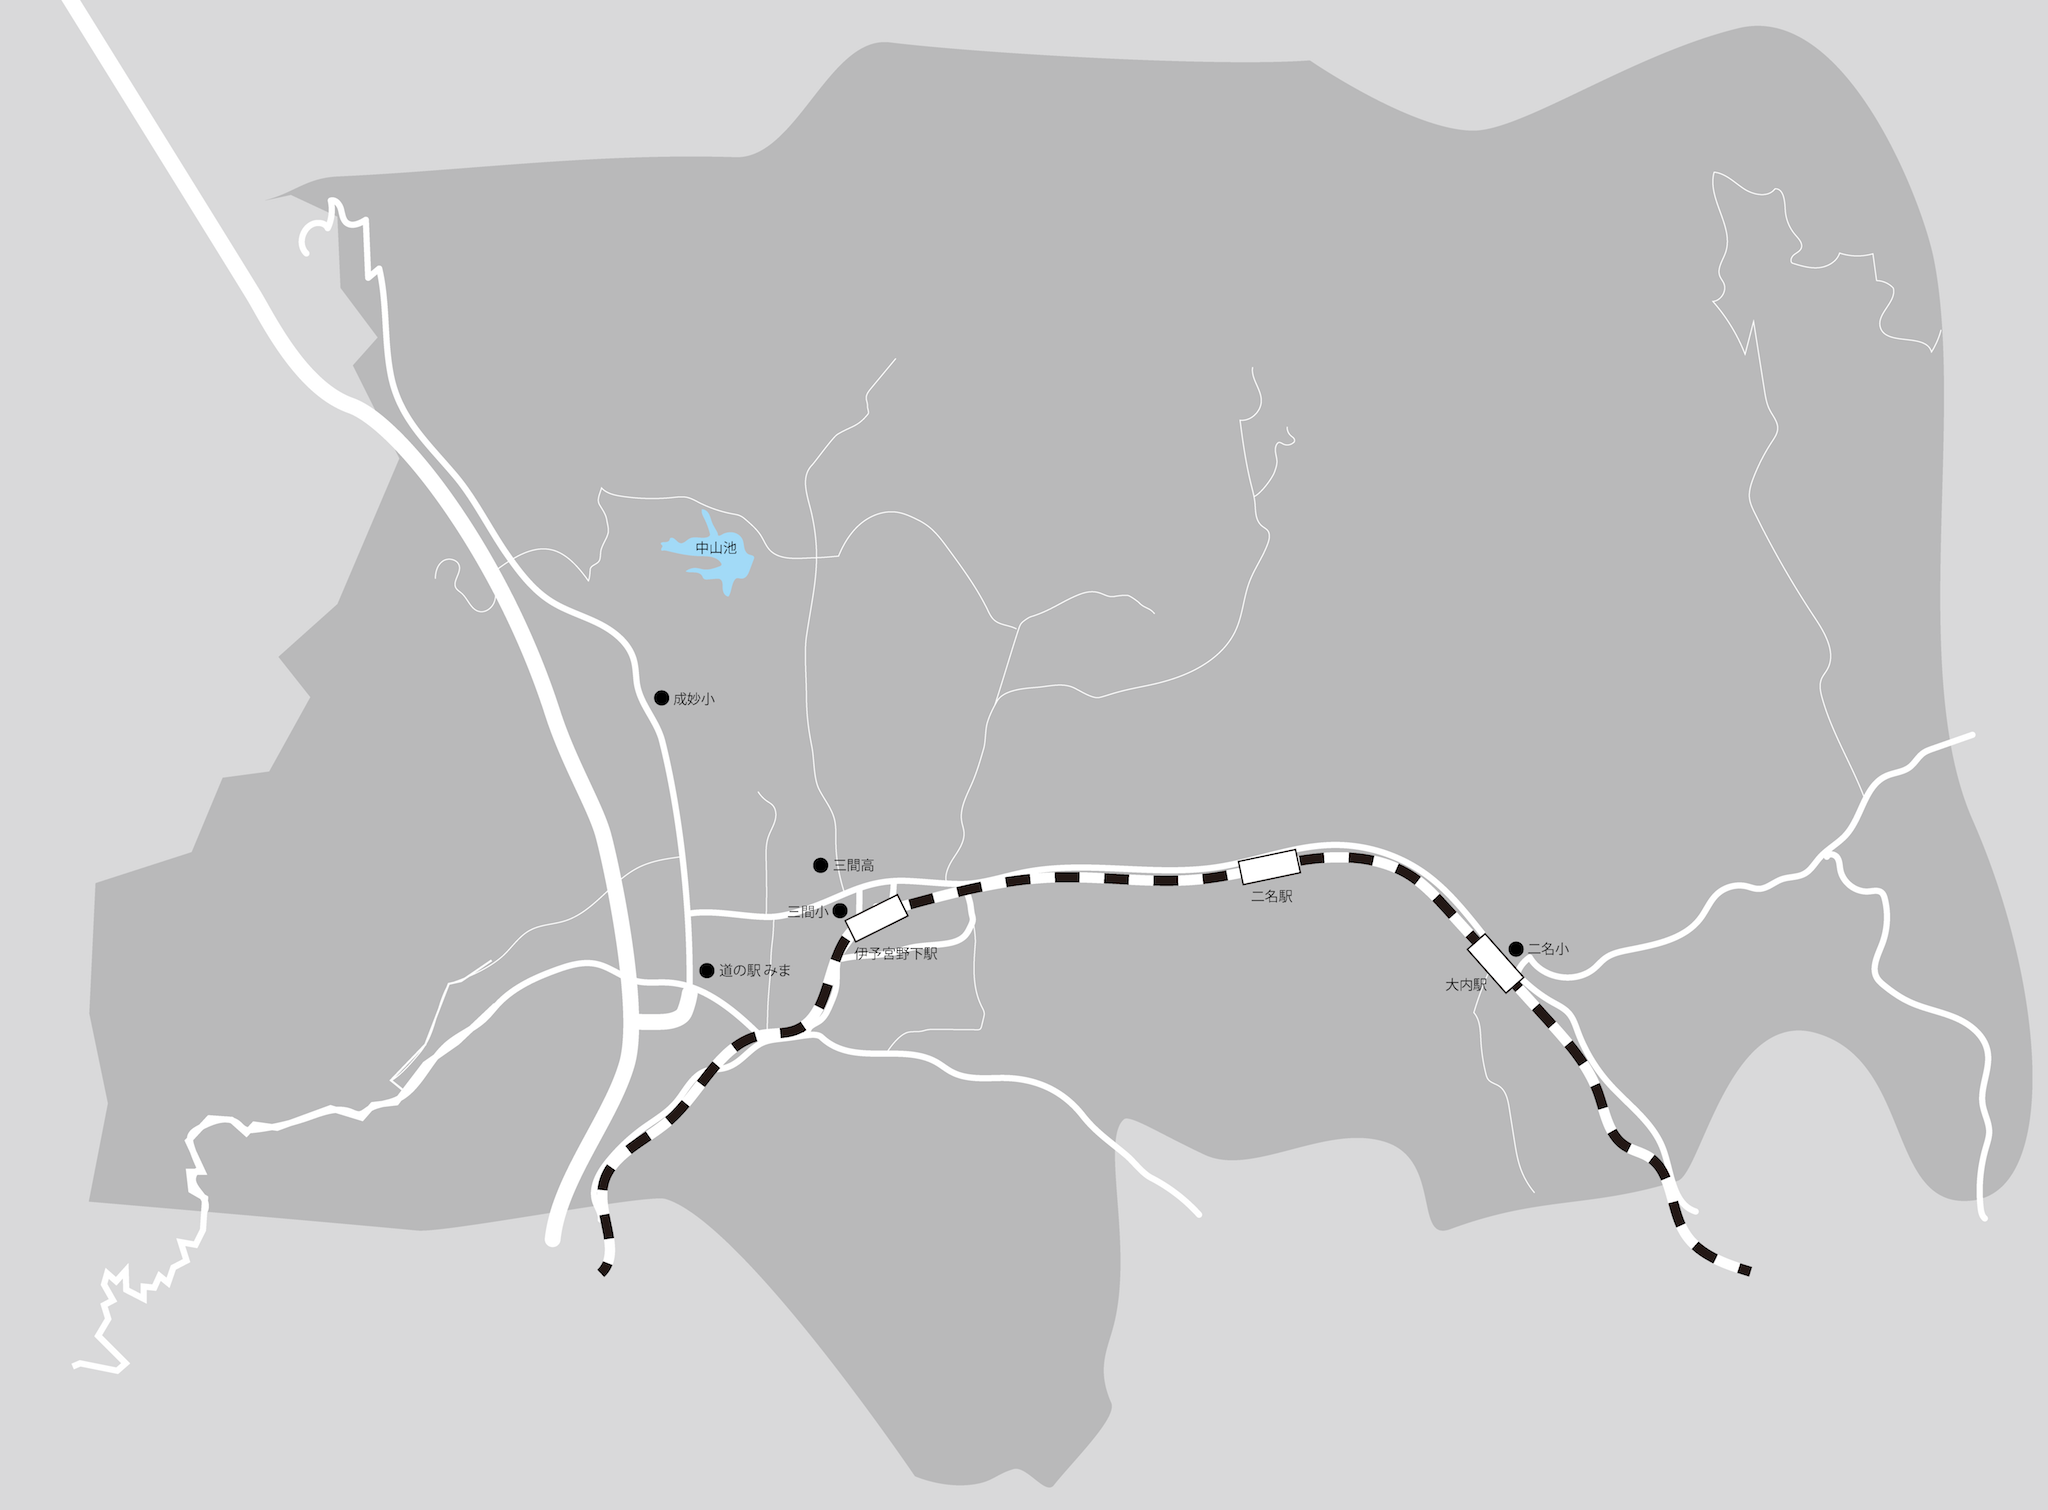 中山池
成妙小
三間高
二名駅
三間小
二名小
伊予宮野下駅
道の駅 みま
大内駅